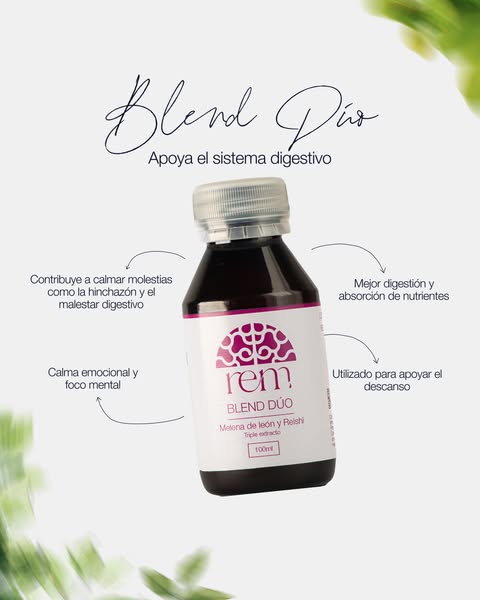 Blend Dúo
Apoya el sistema digestivo
Contribuye a calmar molestias
como la hinchazón y el
malestar digestivo
Mejor digestión y
absorción de nutrientes
Calma emocional y
foco mental
Utilizado para apoyar el
descanso
rem
BLEND DÚO
Melena de león y Reishi
Triple extracto
100ml